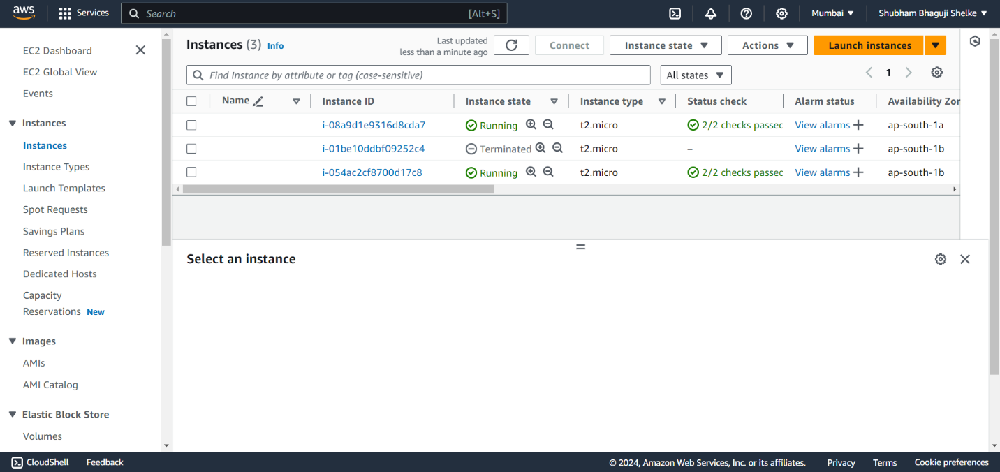 aws
Services
Search [Alt+S]
Mumbai
Shubham Bhaguji Shelke
EC2 Dashboard
EC2 Global View
Events
Instances
Instances
Instance Types
Launch Templates
Spot Requests
Savings Plans
Reserved Instances
Dedicated Hosts
Capacity
Reservations New
Images
AMIs
AMI Catalog
Elastic Block Store
Volumes
Instances (3) Info
Last updated
less than a minute ago
Connect
Instance state
Actions
Launch instances
Find Instance by attribute or tag (case-sensitive)
All states
1
Name Instance ID Instance state Instance type Status check Alarm status Availability Zor
i-08a9d1e9316d8cda7 Running t2.micro 2/2 checks passec View alarms + ap-south-1a
i-01be10ddbf09252c4 Terminated t2.micro – View alarms + ap-south-1b
i-054ac2cf8700d17c8 Running t2.micro 2/2 checks passec View alarms + ap-south-1b
Select an instance
CloudShell Feedback © 2024, Amazon Web Services, Inc. or its affiliates. Privacy Terms Cookie preferences